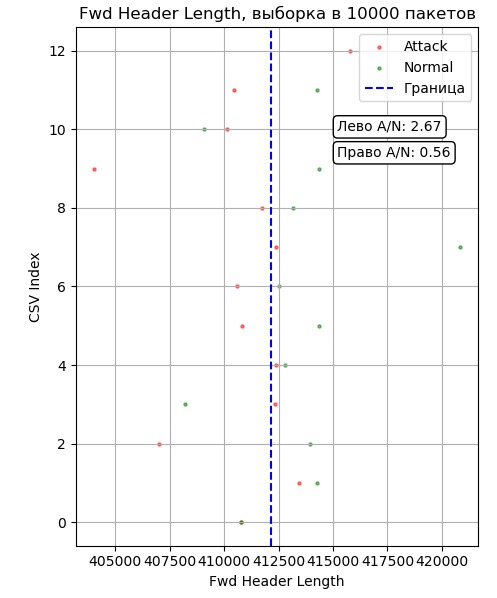 Fwd Header Length, выборка в 10000 пакетов
Attack
Normal
Граница
Лево A/N: 2.67
Право A/N: 0.56
CSV Index
12
10
8
6
4
2
0
405000 407500 410000 412500 415000 417500 420000
Fwd Header Length